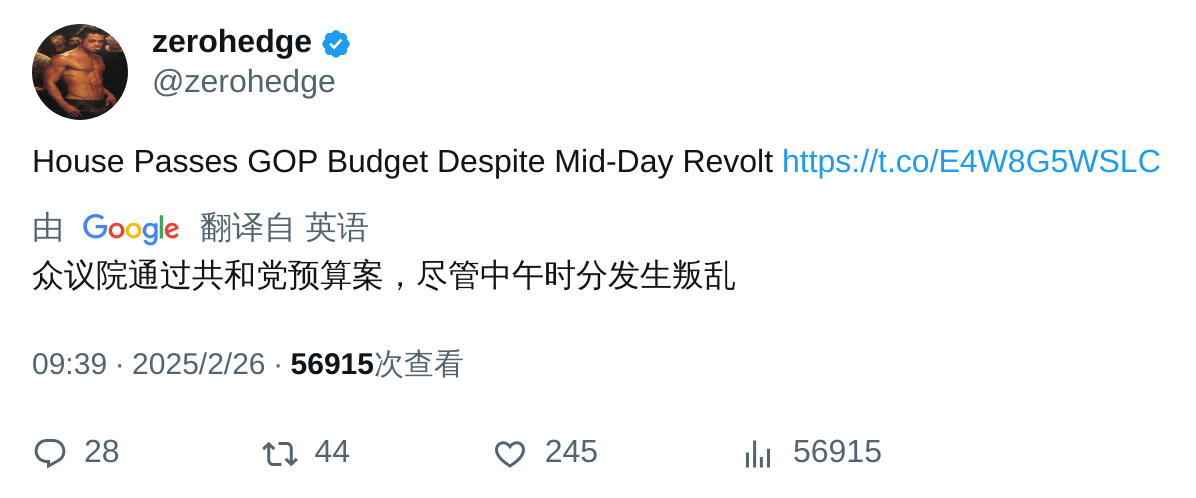 zerohedge
@zerohedge
House Passes GOP Budget Despite Mid-Day Revolt https://t.co/E4W8G5WSLC
由 Google 翻译自 英语
众议院通过共和党预算案，尽管中午时分发生叛乱
09:39 · 2025/2/26 · 56915次查看
28 44 245 56915